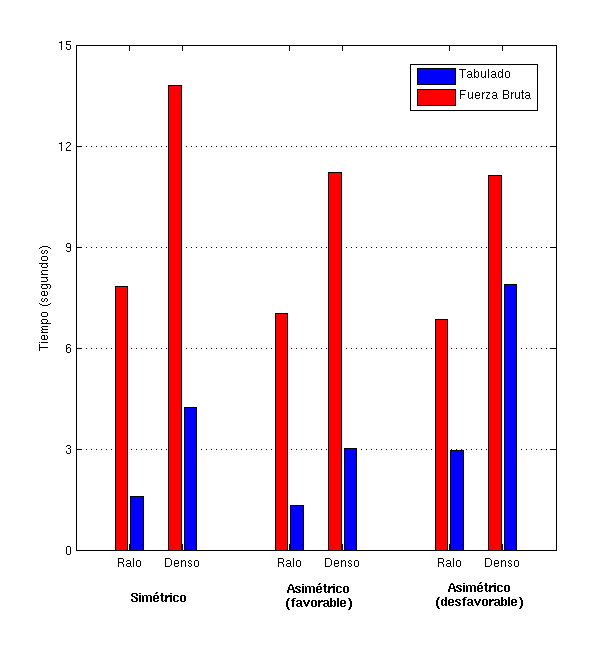 15
12
9
6
3
0
Tiempo (segundos)
Tabulado
Fuerza Bruta
Ralo
Denso
Ralo
Denso
Ralo
Denso
Simétrico
Asimétrico
(favorable)
Asimétrico
(desfavorable)